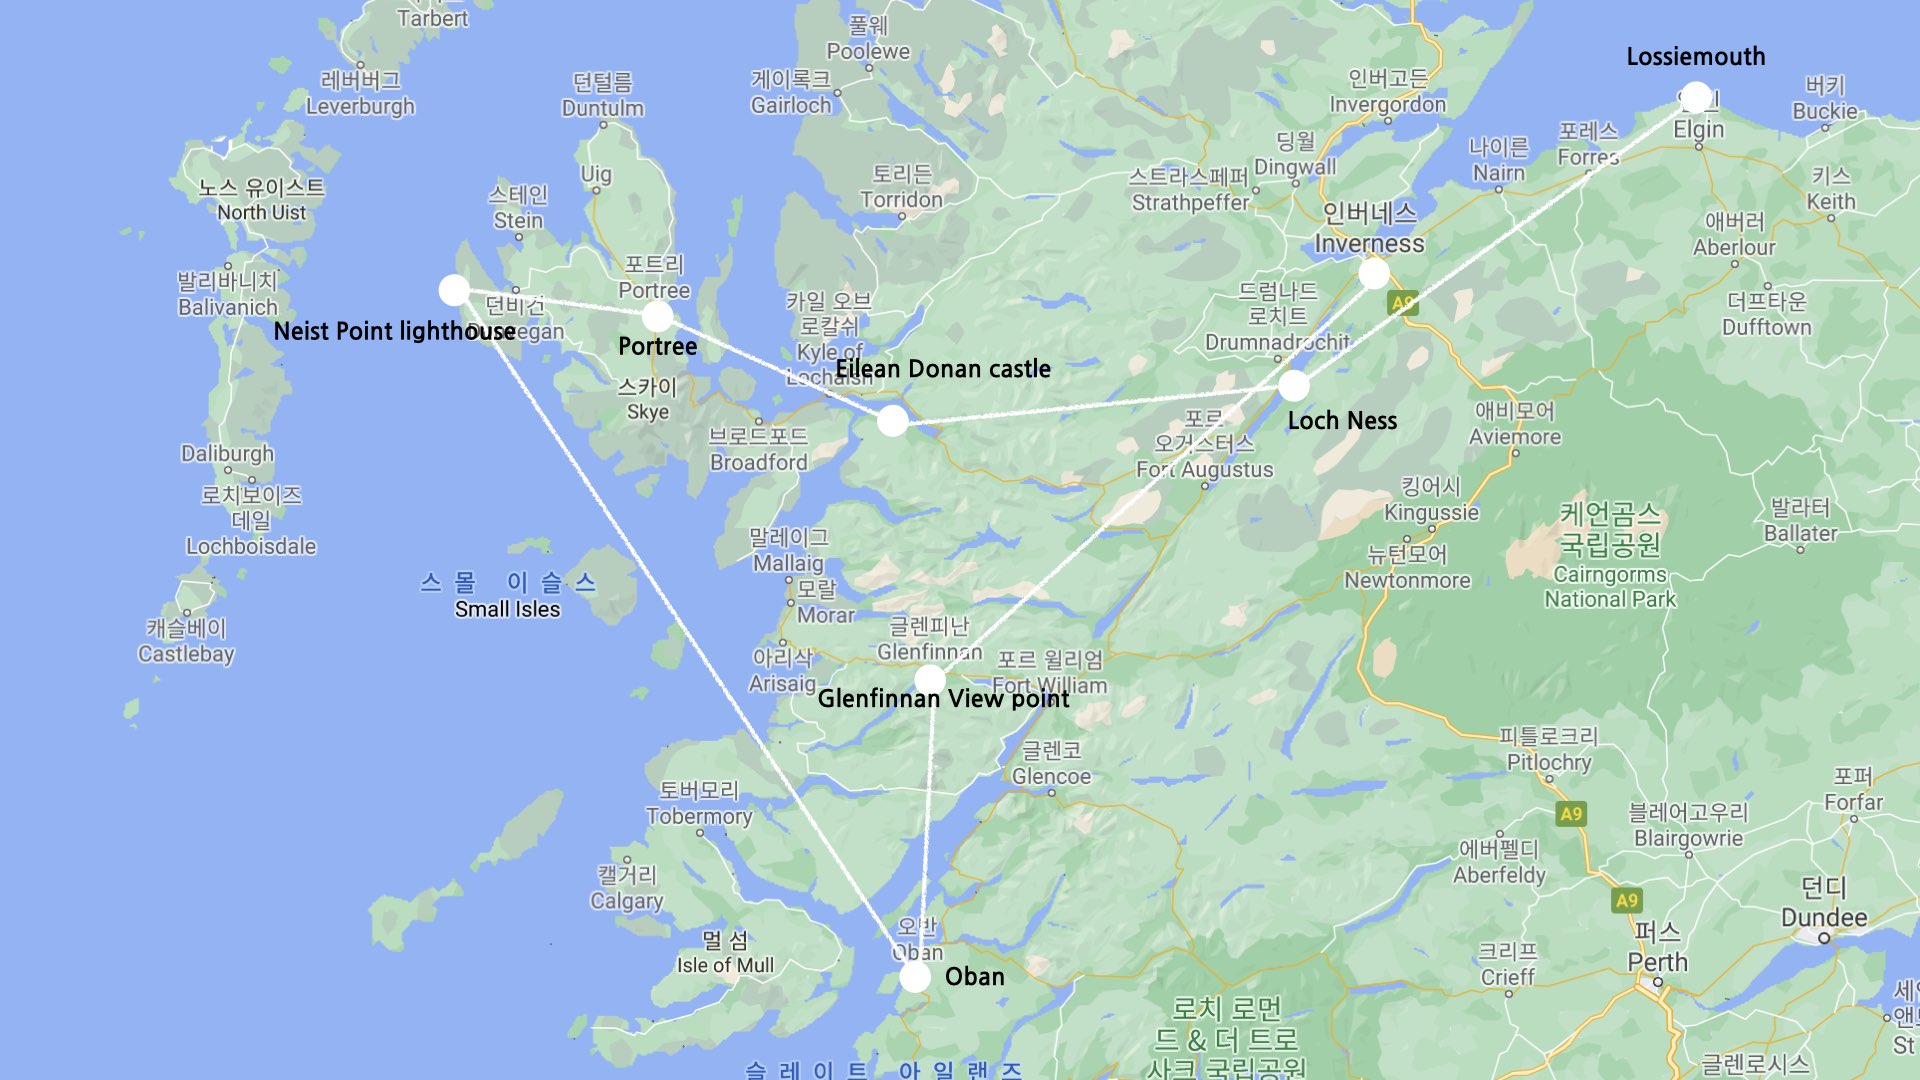 Tarbert
풀웨
Poolewe
Lossiemouth
레버버그
Leverburgh
던털름
Duntulm
게이록크
Gairloch
인버고든
Invergordon
버키
Buckie
Elgin
딩월
Dingwall
나이른
Nairn
포레스
Forres
노스 유이스트
North Uist
Uig
스테인
Stein
토리든
Torridon
스트라스페퍼
Strathpeffer
키스
Keith
인버네스
Inverness
애버러
Aberlour
발리바니치
Balivanich
포트리
Portree
던비건
Neist Point lighthouse
Portree
카일 오브
로칼쉬
Kyle of
Lochalsh
드럼나드
로치트
Drumnadrochit
A9
더프타운
Dufftown
Eilean Donan castle
스카이
Skye
Loch Ness
포르
오거스터스
Fort Augustus
애비모어
Aviemore
브로드포드
Broadford
Daliburgh
로치보이즈
데일
Lochboisdale
킹어시
Kingussie
케언곰스
국립공원
Cairngorms
National Park
발라터
Ballater
말레이그
Mallaig
뉴턴모어
Newtonmore
스몰 이슬스
Small Isles
모랄
Morar
캐슬베이
Castlebay
글렌피난
Glenfinnan
아리삭
Arisaig
포르 윌리엄
Fort William
Glenfinnan View point
글렌코
Glencoe
피틀로크리
Pitlochry
토버모리
Tobermory
A9
블레어고우리
Blairgowrie
포퍼
Forfar
에버펠디
Aberfeldy
캘거리
Calgary
A9
던디
Dundee
오반
Oban
Oban
멀 섬
Isle of Mull
크리프
Crieff
퍼스
Perth
로치 로먼
드 & 더 트로
사크 국립공원
St
글렌로시스
슬레이트 아일랜즈